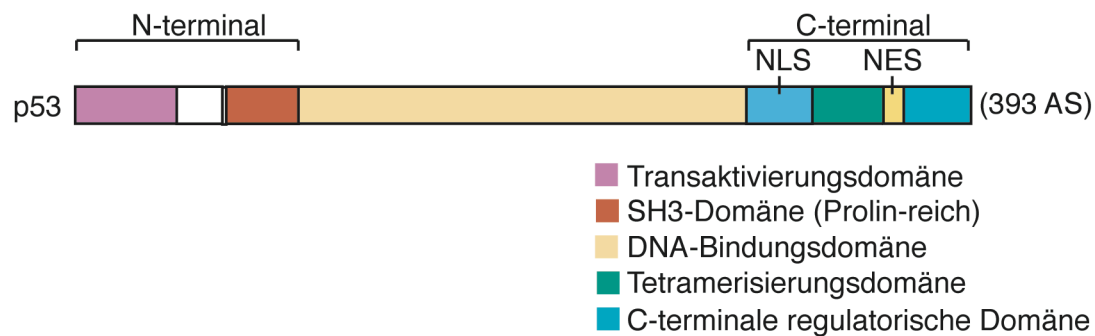 N-terminal
C-terminal
NLS
NES
p53
(393 AS)
Transaktivierungsdomäne
SH3-Domäne (Prolin-reich)
DNA-Bindungsdomäne
Tetramerisierungsdomäne
C-terminale regulatorische Domäne